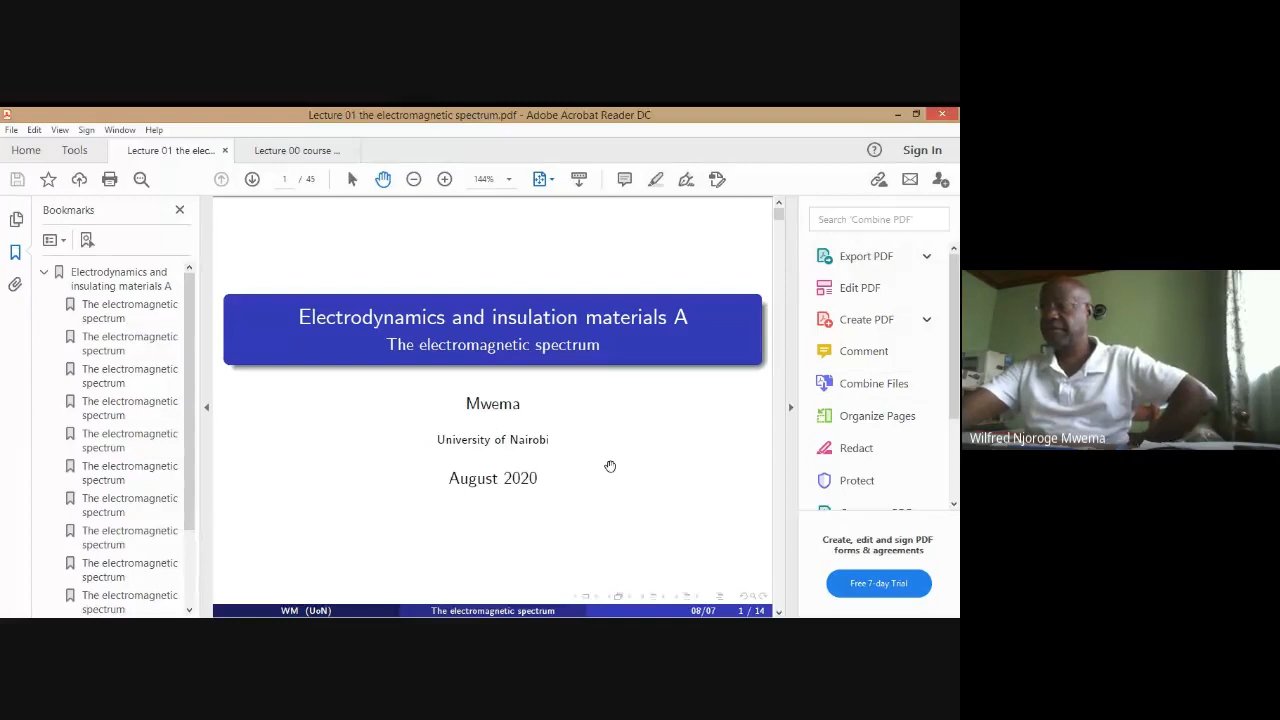 Lecture 01 the electromagnetic spectrum.pdf - Adobe Acrobat Reader DC
File Edit View Sign Window Help
Home Tools Lecture 01 the elec... × Lecture 00 course ... Sign In
1 / 45 144%
Bookmarks
Electrodynamics and
insulating materials A
The electromagnetic
spectrum
The electromagnetic
spectrum
The electromagnetic
spectrum
The electromagnetic
spectrum
The electromagnetic
spectrum
The electromagnetic
spectrum
The electromagnetic
spectrum
The electromagnetic
spectrum
The electromagnetic
spectrum
The electromagnetic
spectrum
Electrodynamics and insulation materials A
The electromagnetic spectrum
Mwema
University of Nairobi
August 2020
WM (UoN) The electromagnetic spectrum 08/07 1 / 14
Search 'Combine PDF'
Export PDF
Edit PDF
Create PDF
Comment
Combine Files
Organize Pages
Redact
Protect
Create, edit and sign PDF
forms & agreements
Free 7-day Trial
Wilfred Njoroge Mwema